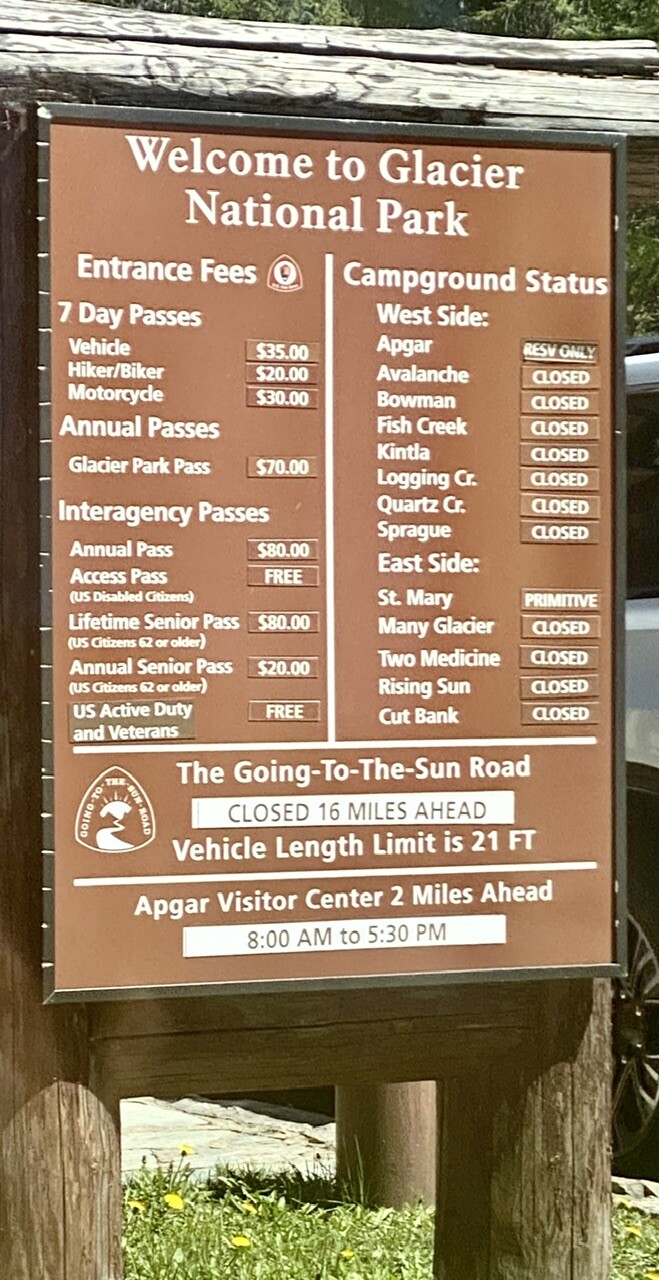 Welcome to Glacier
National Park
Entrance Fees
7 Day Passes
Vehicle $35.00
Hiker/Biker $20.00
Motorcycle $30.00
Annual Passes
Glacier Park Pass $70.00
Interagency Passes
Annual Pass $80.00
Access Pass FREE
(US Disabled Citizens)
Lifetime Senior Pass $80.00
(US Citizens 62 or older)
Annual Senior Pass $20.00
(US Citizens 62 or older)
US Active Duty FREE
and Veterans
Campground Status
West Side:
Apgar RESV ONLY
Avalanche CLOSED
Bowman CLOSED
Fish Creek CLOSED
Kintla CLOSED
Logging Cr. CLOSED
Quartz Cr. CLOSED
Sprague CLOSED
East Side:
St. Mary PRIMITIVE
Many Glacier CLOSED
Two Medicine CLOSED
Rising Sun CLOSED
Cut Bank CLOSED
GOING-TO-THE-SUN-ROAD
The Going-To-The-Sun Road
CLOSED 16 MILES AHEAD
Vehicle Length Limit is 21 FT
Apgar Visitor Center 2 Miles Ahead
8:00 AM to 5:30 PM